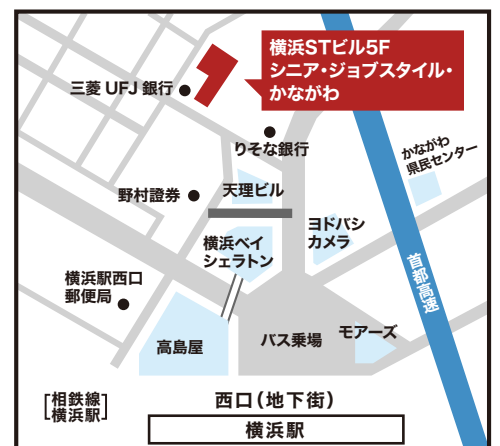 横浜STビル5F
シニア・ジョブスタイル・
かながわ
三菱 UFJ 銀行
りそな銀行
かながわ
県民センター
天理ビル
野村證券
ヨドバシ
カメラ
横浜ベイ
シェラトン
首都高速
横浜駅西口
郵便局
高島屋
バス乗場
モアーズ
[相鉄線
横浜駅]
西口(地下街)
横浜駅